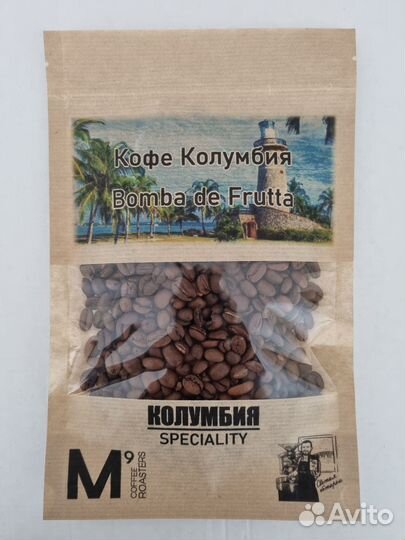 Кофе Колумбия
Bomba de Frutta
КОЛУМБИЯ
SPECIALITY
M9
COFFEE
ROASTERS
Avito